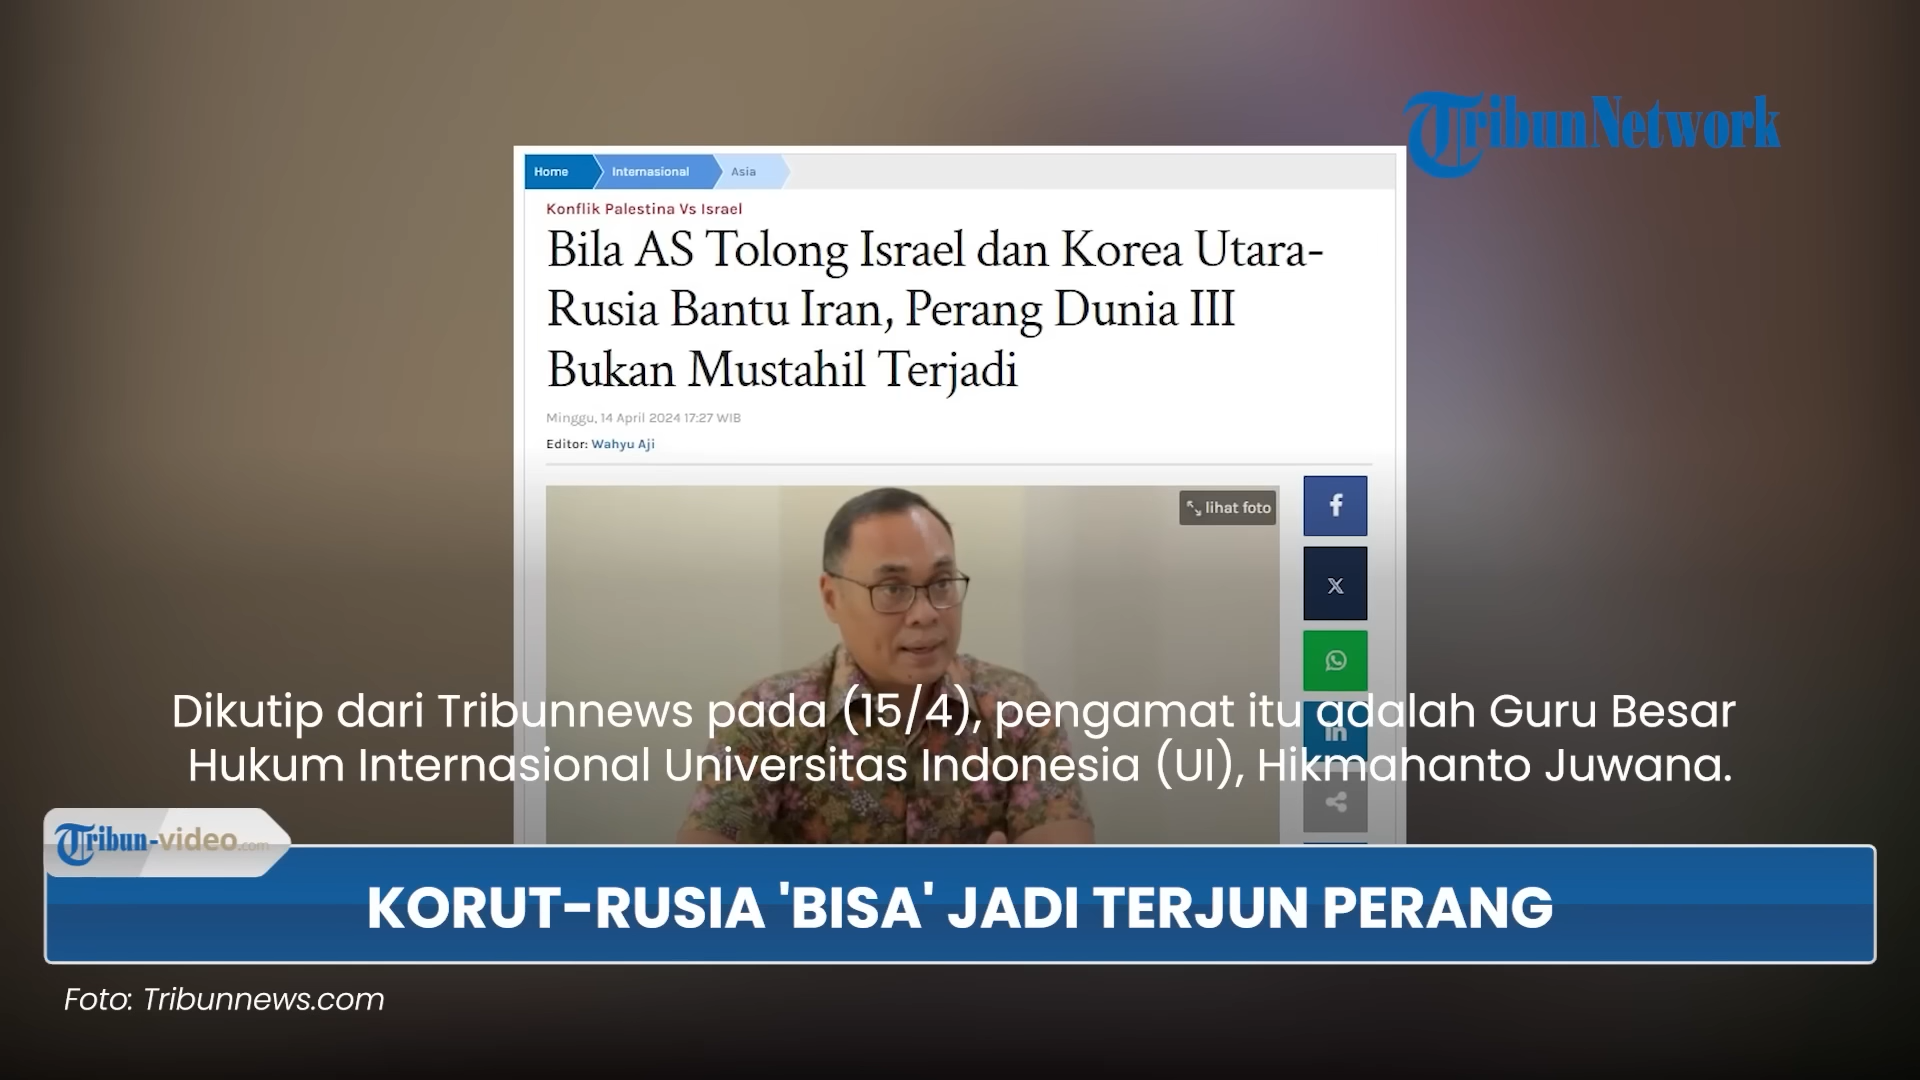 TribunNetwork
Home Internasional Asia
Konflik Palestina Vs Israel
Bila AS Tolong Israel dan Korea Utara-
Rusia Bantu Iran, Perang Dunia III
Bukan Mustahil Terjadi
Minggu, 14 April 2024 17:27 WIB
Editor: Wahyu Aji
lihat foto
Dikutip dari Tribunnews pada (15/4), pengamat itu adalah Guru Besar
Hukum Internasional Universitas Indonesia (UI), Hikmahanto Juwana.
Tribun-video.com
KORUT-RUSIA 'BISA' JADI TERJUN PERANG
Foto: Tribunnews.com